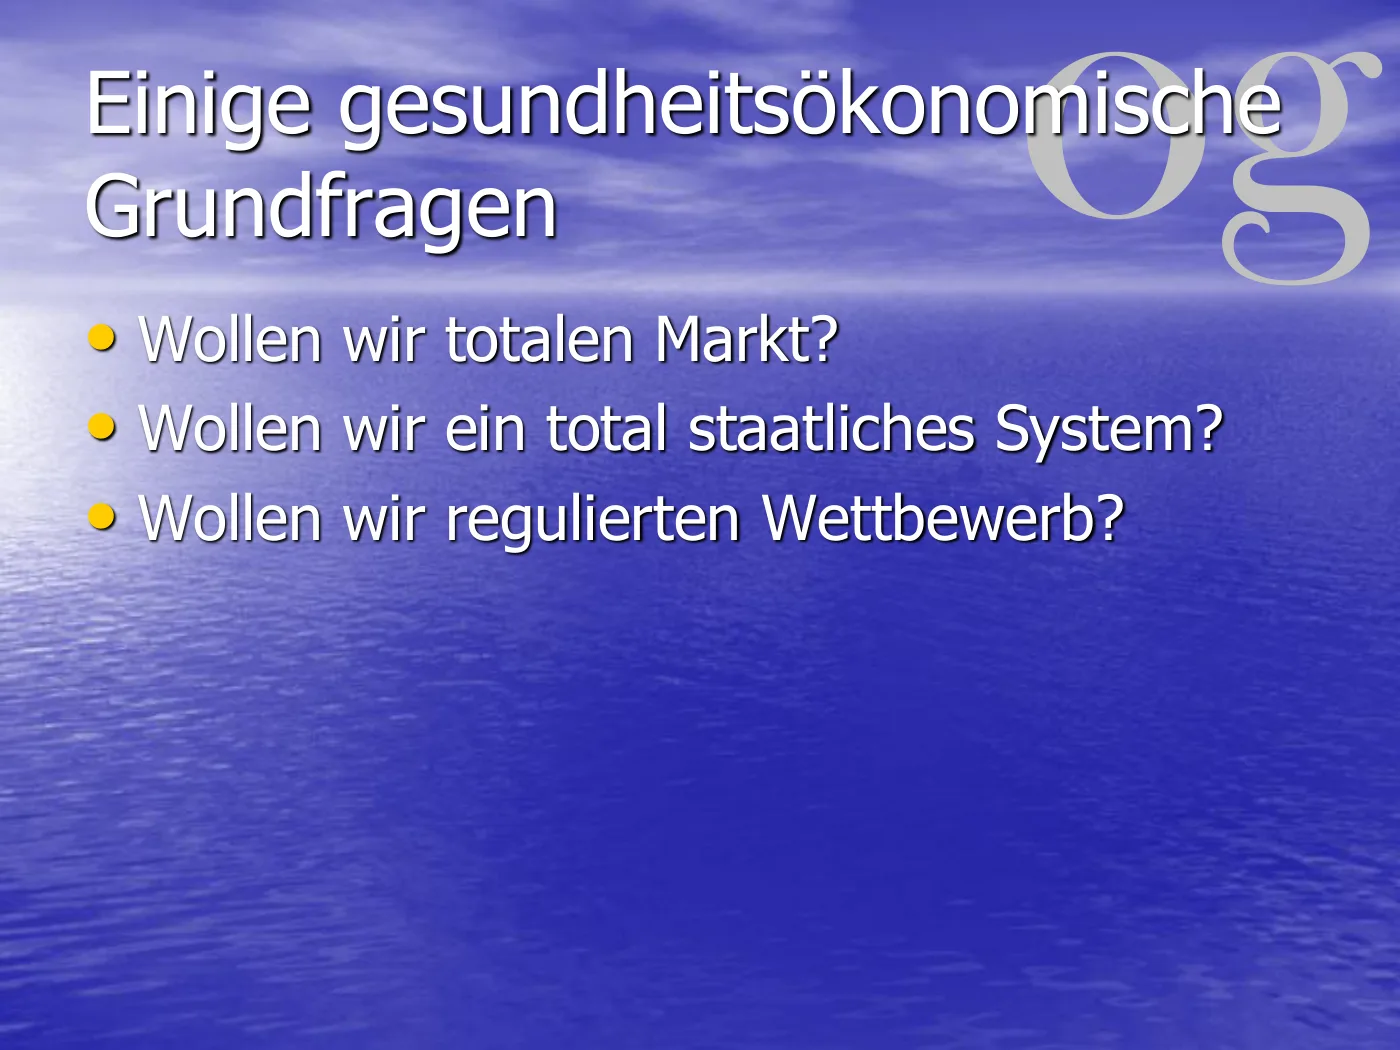 Einige gesundheitsökonomische
Grundfragen
og
• Wollen wir totalen Markt?
• Wollen wir ein total staatliches System?
• Wollen wir regulierten Wettbewerb?